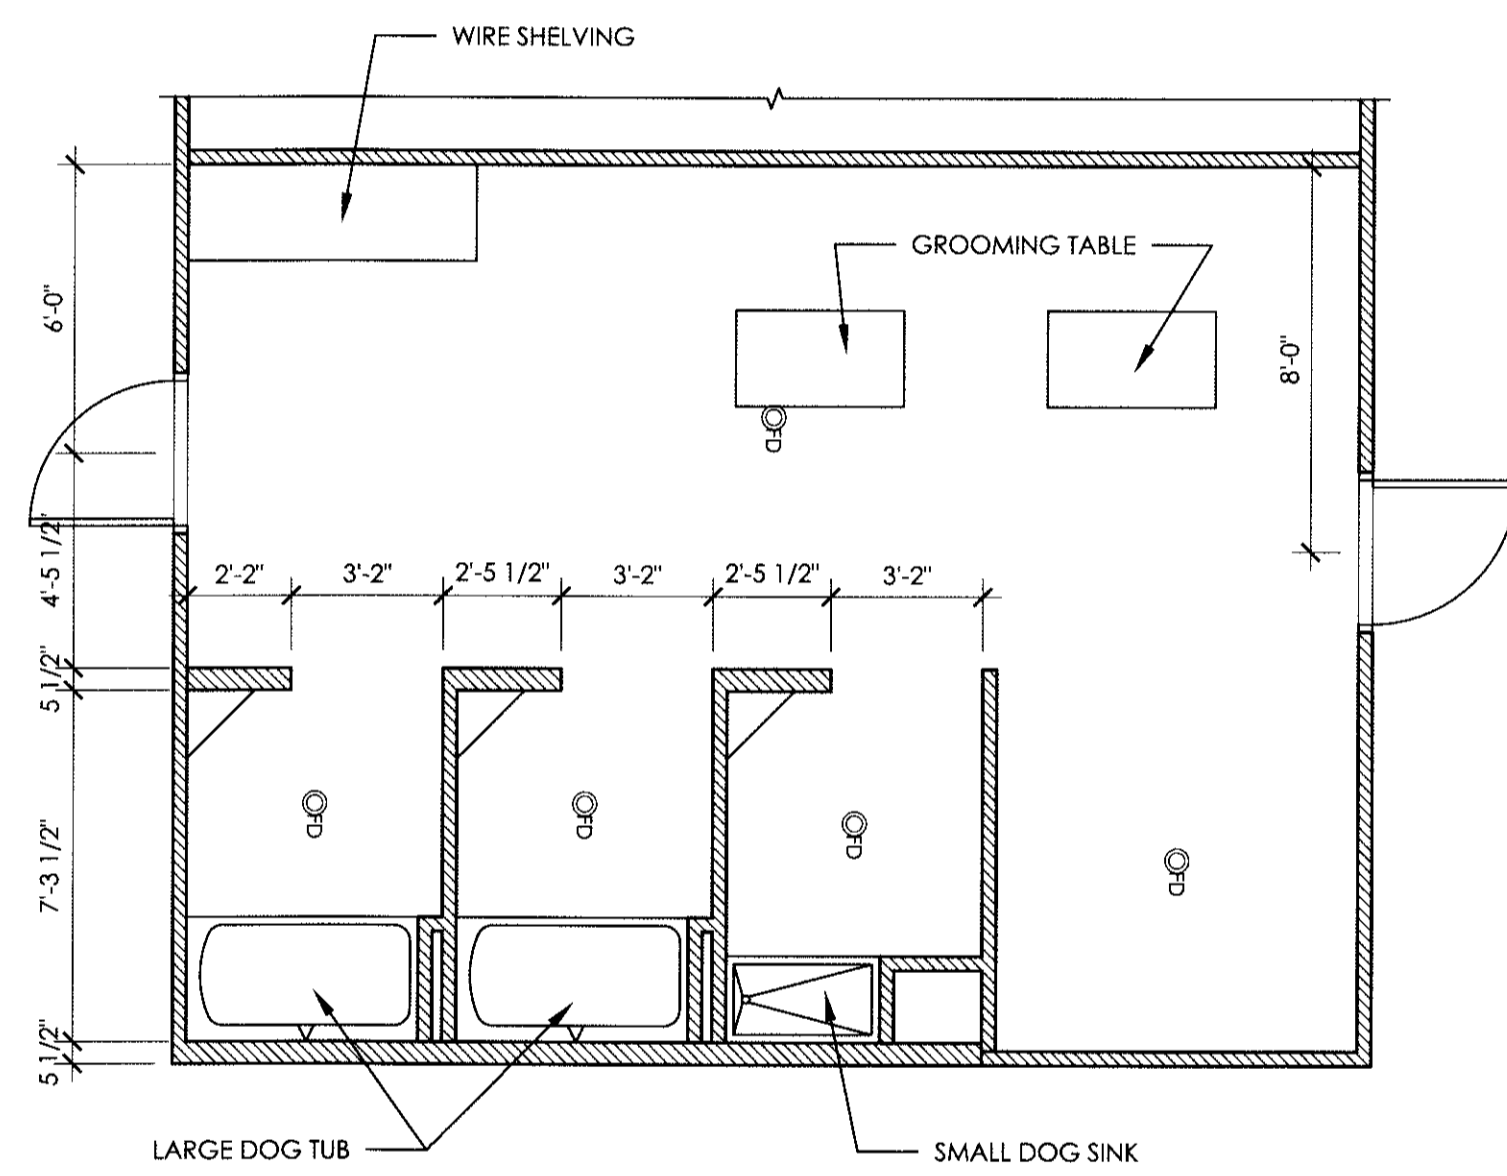 WIRE SHELVING
GROOMING TABLE
6'-0"
8'-0"
FD
4'-5 1/2"
2'-2"
3'-2"
2'-5 1/2"
3'-2"
2'-5 1/2"
3'-2"
5 1/2"
FD
FD
FD
FD
7'-3 1/2"
5 1/2"
LARGE DOG TUB
SMALL DOG SINK